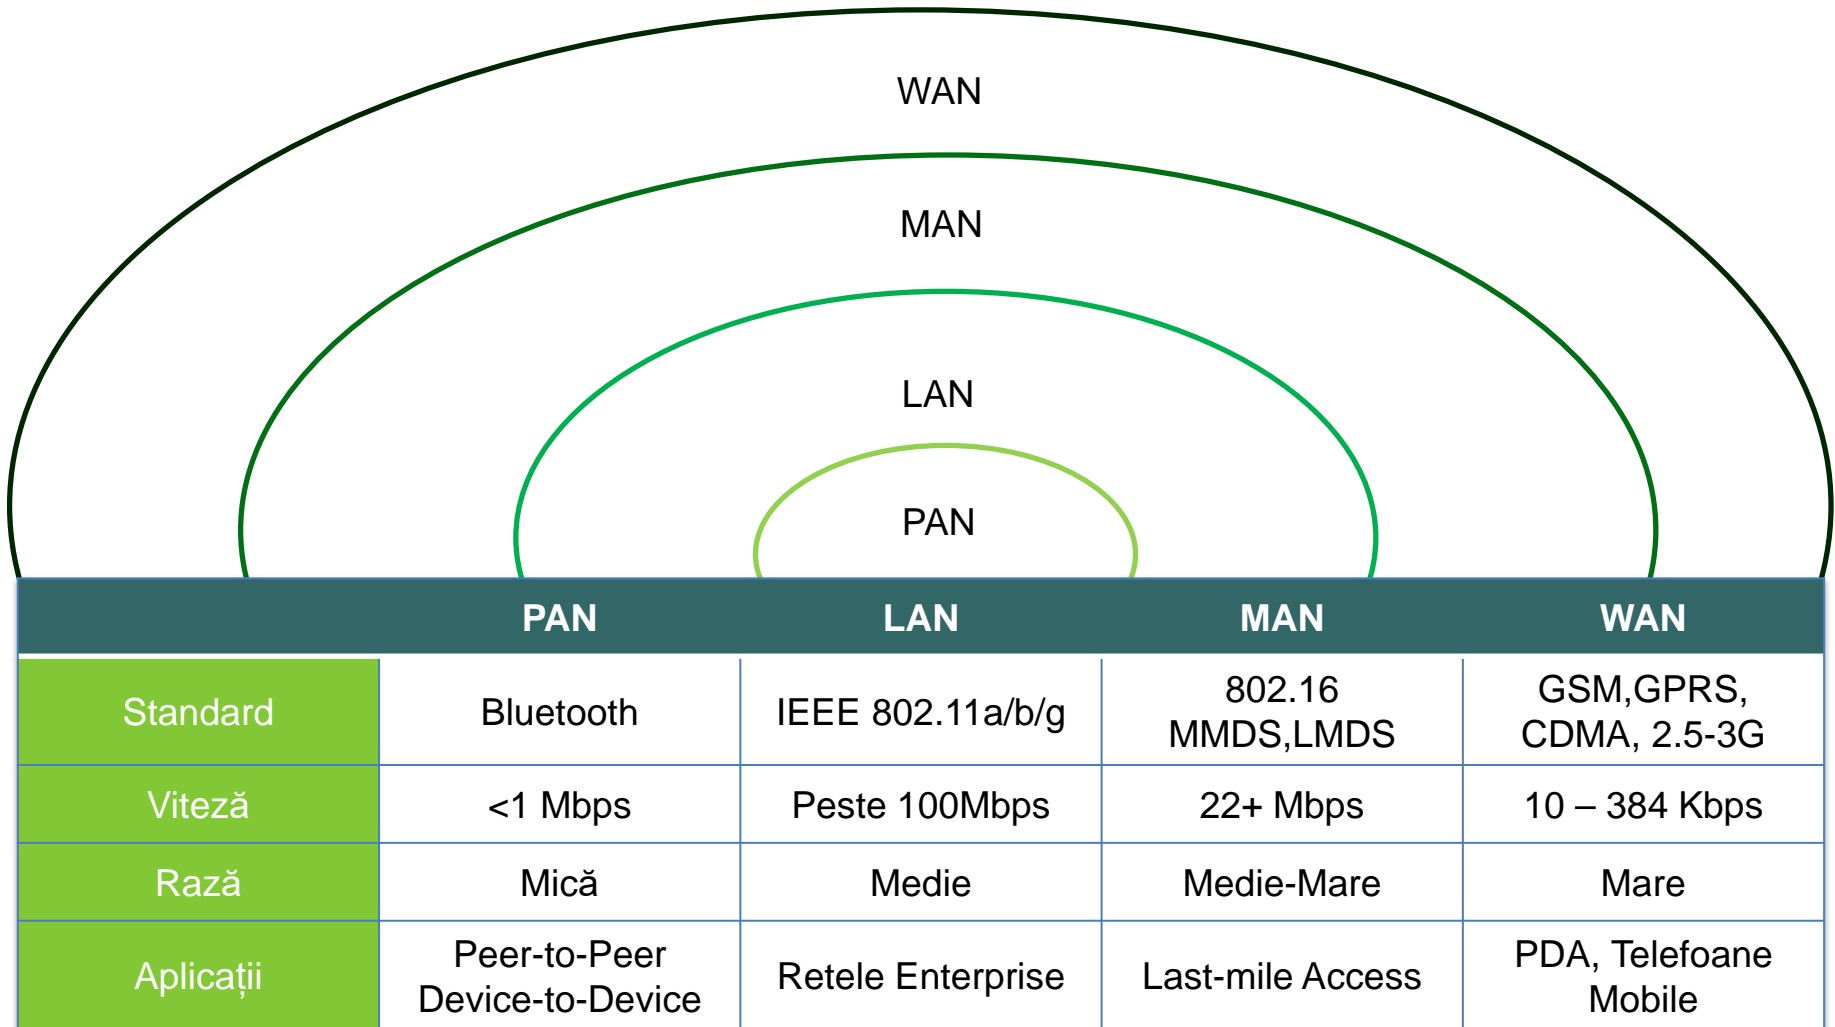 WAN
MAN
LAN
PAN
PAN LAN MAN WAN
Standard Bluetooth IEEE 802.11a/b/g 802.16 MMDS,LMDS GSM,GPRS, CDMA, 2.5-3G
Viteză <1 Mbps Peste 100Mbps 22+ Mbps 10 – 384 Kbps
Rază Mică Medie Medie-Mare Mare
Aplicații Peer-to-Peer Device-to-Device Retele Enterprise Last-mile Access PDA, Telefoane Mobile